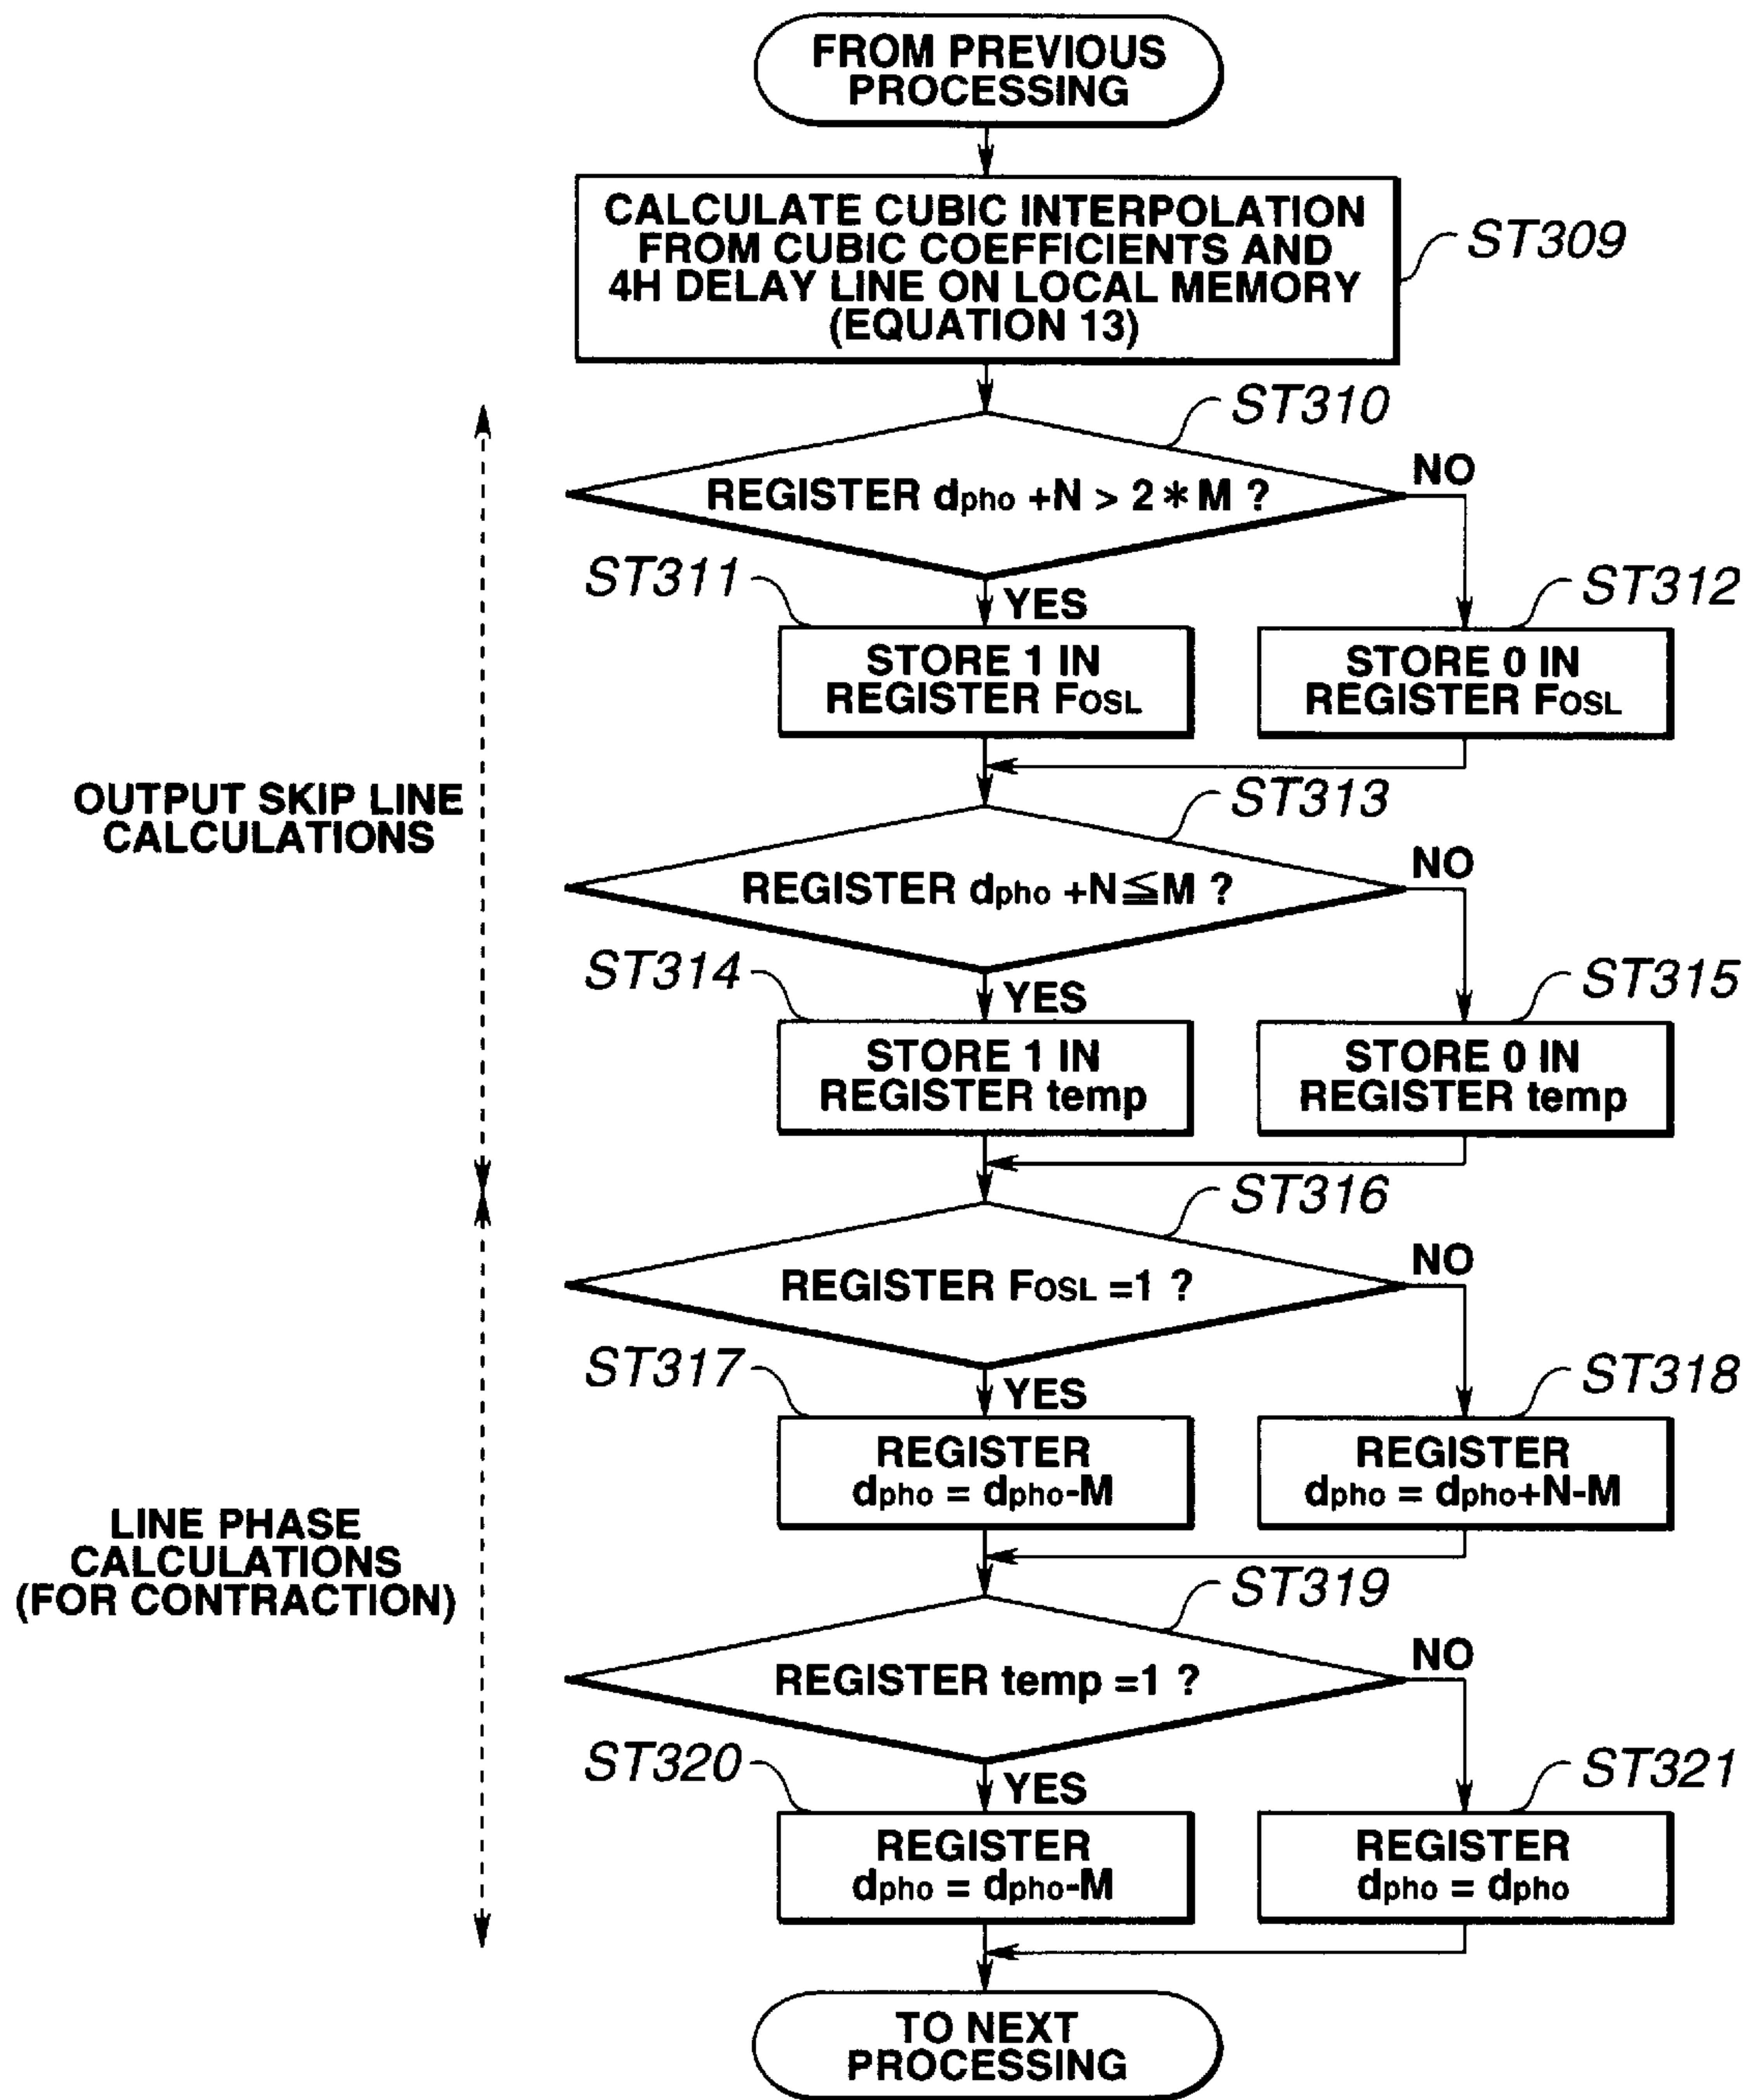 FROM PREVIOUS
PROCESSING
CALCULATE CUBIC INTERPOLATION
FROM CUBIC COEFFICIENTS AND
4H DELAY LINE ON LOCAL MEMORY
(EQUATION 13)
ST309
ST310
REGISTER dpho +N > 2 * M ?
NO
ST311
YES
ST312
STORE 1 IN
REGISTER FOSL
STORE 0 IN
REGISTER FOSL
OUTPUT SKIP LINE
CALCULATIONS
ST313
REGISTER dpho +N≦M ?
NO
ST314
YES
ST315
STORE 1 IN
REGISTER temp
STORE 0 IN
REGISTER temp
ST316
REGISTER FOSL =1 ?
NO
ST317
YES
ST318
REGISTER
dpho = dpho-M
REGISTER
dpho = dpho+N-M
LINE PHASE
CALCULATIONS
(FOR CONTRACTION)
ST319
REGISTER temp =1 ?
NO
ST320
YES
ST321
REGISTER
dpho = dpho-M
REGISTER
dpho = dpho
TO NEXT
PROCESSING